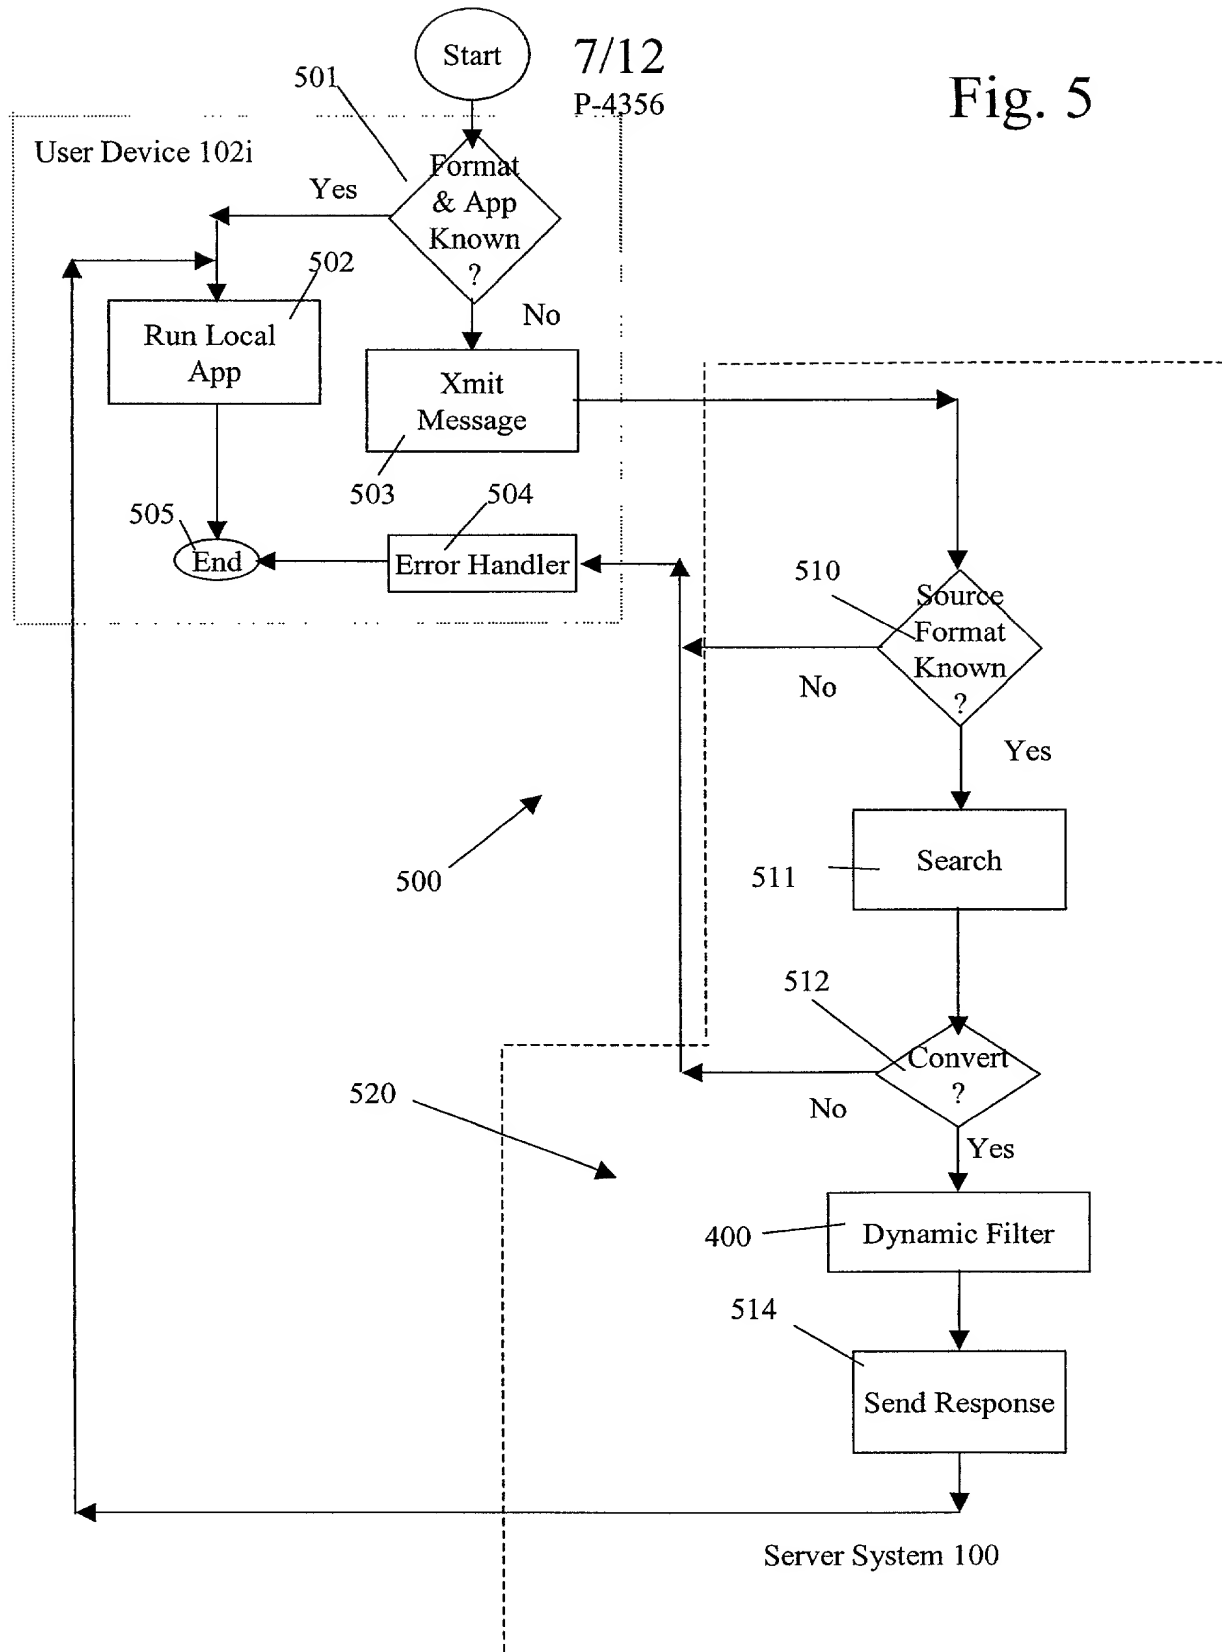 Start
7/12
P-4356
Fig. 5
501
User Device 102i
Yes
Format
& App
Known
?
502
No
Run Local
App
Xmit
Message
503
504
505
End
Error Handler
510
Source
Format
Known
?
No
Yes
500
511
Search
512
Convert
?
520
No
Yes
400
Dynamic Filter
514
Send Response
Server System 100